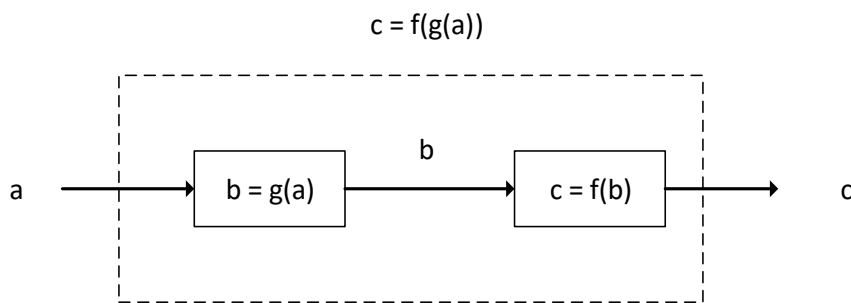 c = f(g(a))
b
a
b = g(a)
c = f(b)
c